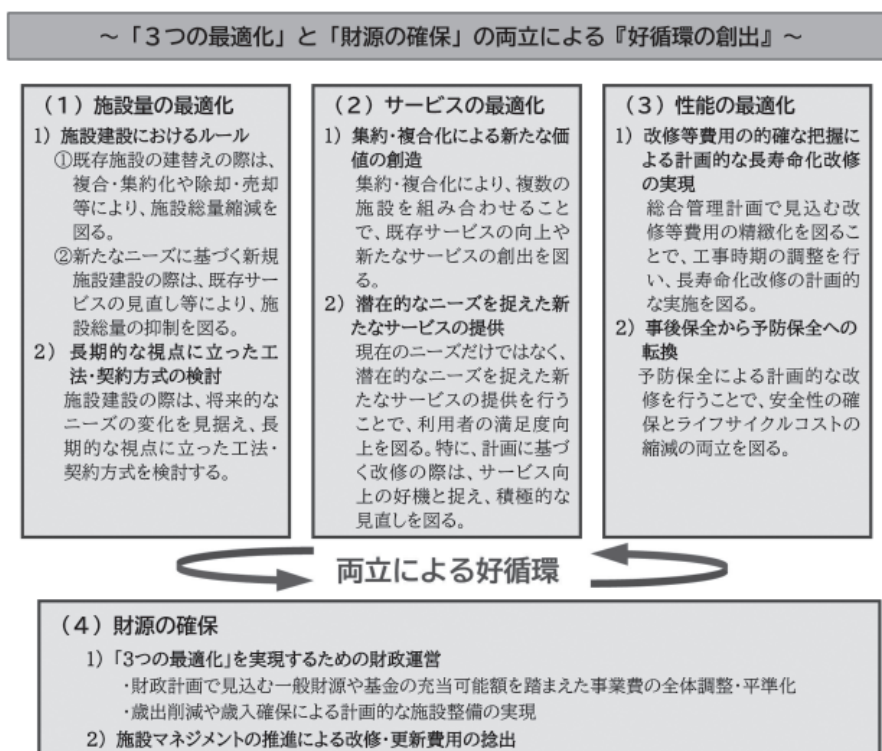 ～「３つの最適化」と「財源の確保」の両立による『好循環の創出』～
（１）施設量の最適化
１）施設建設におけるルール
①既存施設の建替えの際は、
複合・集約化や除却・売却
等により、施設総量縮減を
図る。
②新たなニーズに基づく新規
施設建設の際は、既存サー
ビスの見直し等により、施
設総量の抑制を図る。
２）長期的な視点に立った工
法・契約方式の検討
施設建設の際は、将来的な
ニーズの変化を見据え、長
期的な視点に立った工法・
契約方式を検討する。
（２）サービスの最適化
１）集約・複合化による新たな価
値の創造
集約・複合化により、複数の
施設を組み合わせること
で、既存サービスの向上や
新たなサービスの創出を図
る。
２）潜在的なニーズを捉えた新
たなサービスの提供
現在のニーズだけではなく、
潜在的なニーズを捉えた新
たなサービスの提供を行う
ことで、利用者の満足度向
上を図る。特に、計画に基づ
く改修の際は、サービス向
上の好機と捉え、積極的な
見直しを図る。
（３）性能の最適化
１）改修等費用の的確な把握に
よる計画的な長寿命化改修
の実現
総合管理計画で見込む改
修等費用の精緻化を図るこ
とで、工事時期の調整を行
い、長寿命化改修の計画的
な実施を図る。
２）事後保全から予防保全への
転換
予防保全による計画的な改
修を行うことで、安全性の確
保とライフサイクルコストの
縮減の両立を図る。
両立による好循環
（４）財源の確保
１）「３つの最適化」を実現するための財政運営
・財政計画で見込む一般財源や基金の充当可能額を踏まえた事業費の全体調整・平準化
・歳出削減や歳入確保による計画的な施設整備の実現
２）施設マネジメントの推進による改修・更新費用の捻出